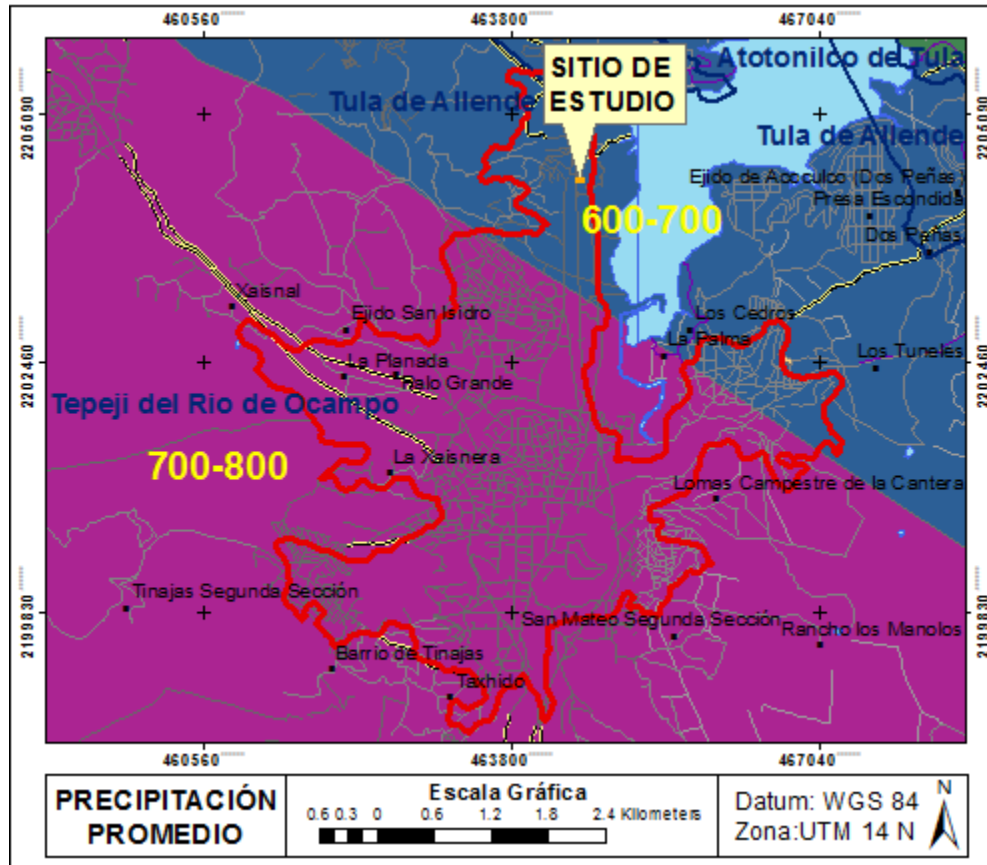 460560 463800 467040
2205090
2205090
Atotonilco de Tula
SITIO DE
ESTUDIO
Tula de Allende
Tula de Allende
Ejido de Aocculco (Dos Peñas)
Presa Escondida
600-700
Dos Peñas
Xaisnal
Ejido San Isidro
Los Cedros
La Palma
2202460
2202460
La Planada
Los Tuneles
Palo Grande
Tepeji del Rio de Ocampo
700-800
La Xaisnera
Lomas Campestre de la Cantera
Tinajas Segunda Sección
2199830
2199830
San Mateo Segunda Sección
Rancho los Manolos
Barrio de Tinajas
Taxhido
460560 463800 467040
PRECIPITACIÓN
PROMEDIO
Escala Gráfica
0.6 0.3 0 0.6 1.2 1.8 2.4 Kilometers
Datum: WGS 84
Zona:UTM 14 N
N